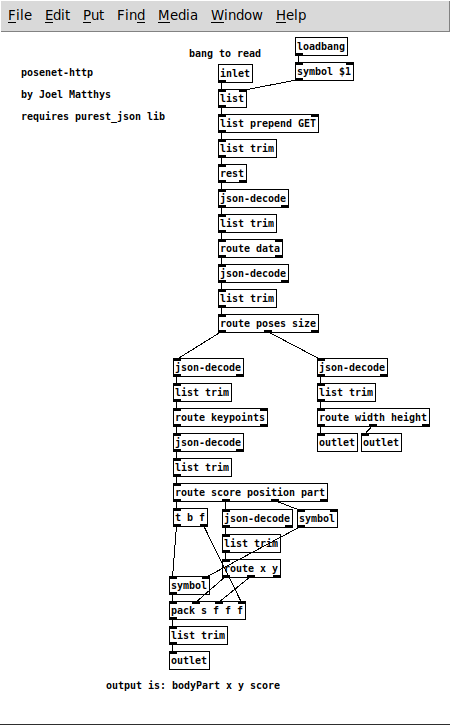 File Edit Put Find Media Window Help
loadbang
bang to read
posenet-http
inlet
symbol $1
by Joel Matthys
list
requires purest_json lib
list prepend GET
list trim
rest
json-decode
list trim
route data
json-decode
list trim
route poses size
json-decode json-decode
list trim list trim
route keypoints route width height
json-decode outlet outlet
list trim
route score position part
t b f json-decode symbol
list trim
route x y
symbol
pack s f f f
list trim
outlet
output is: bodyPart x y score